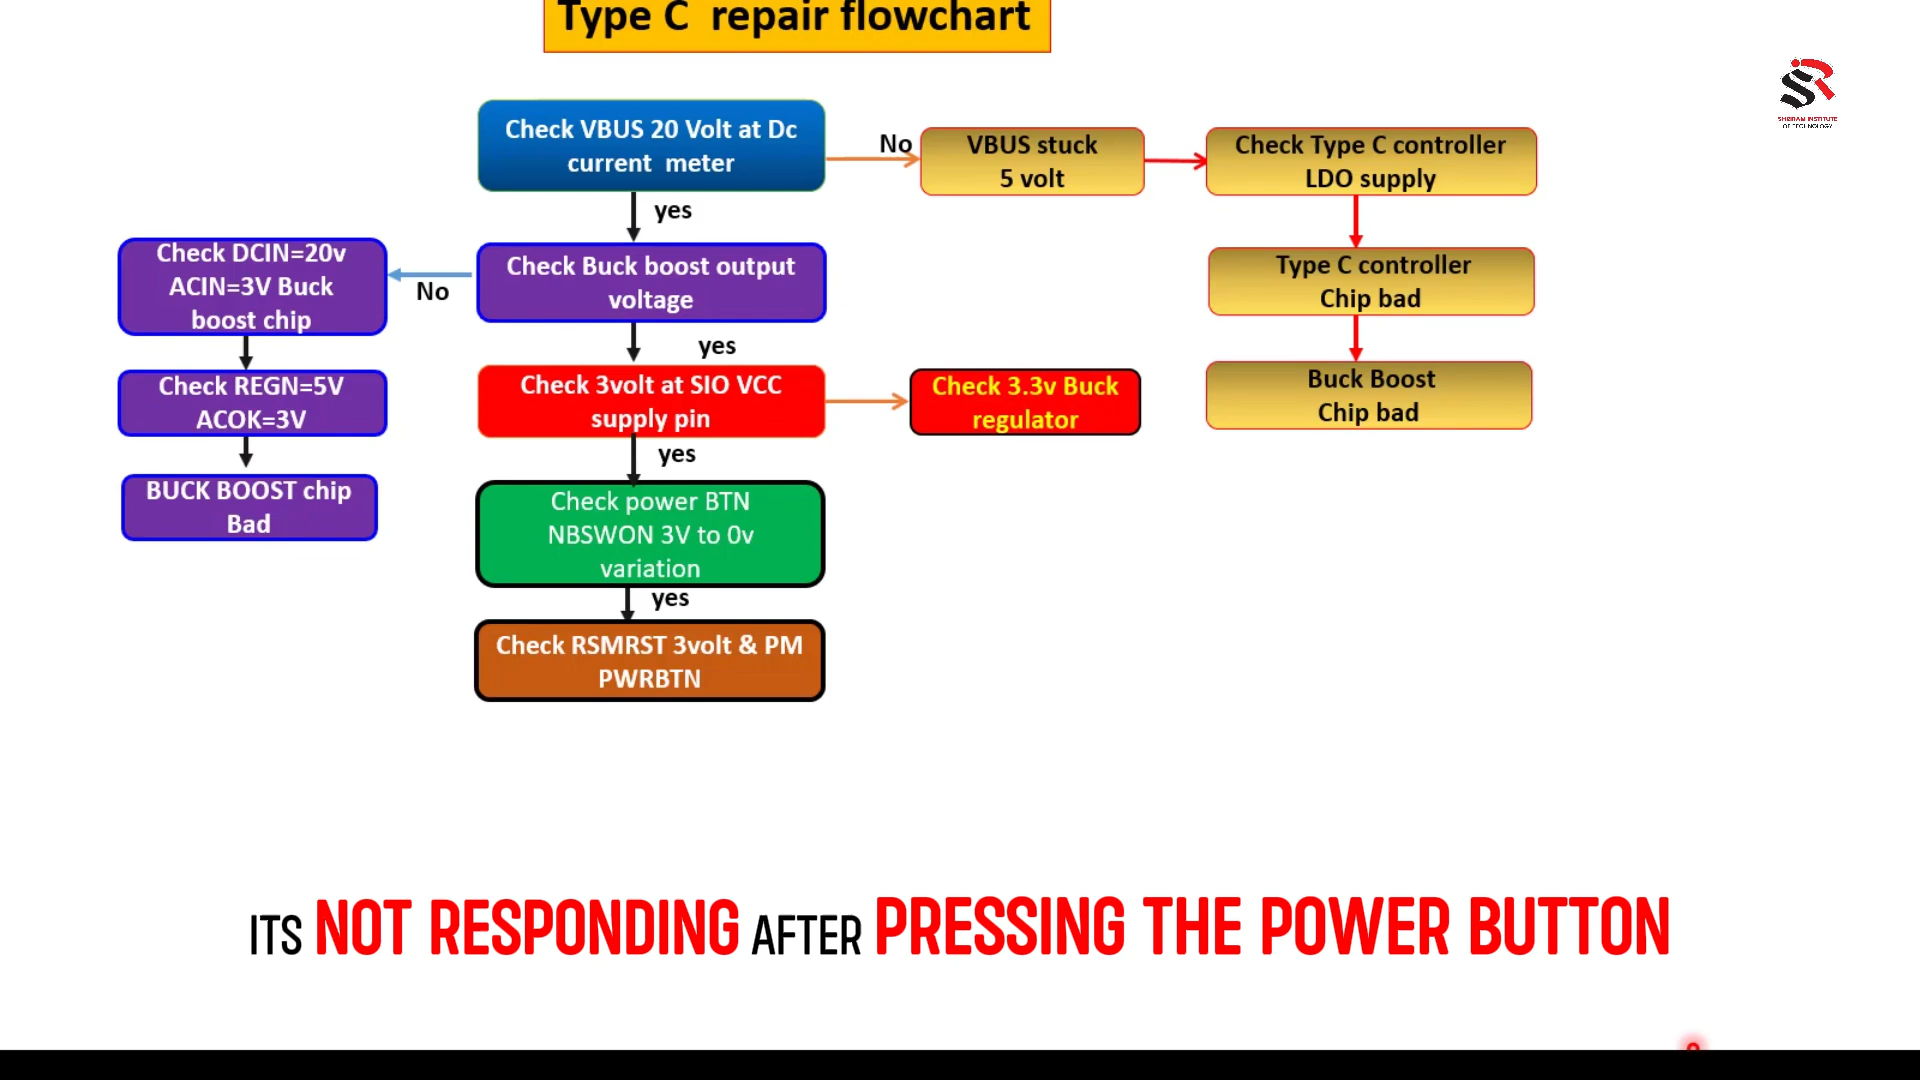 Type C repair flowchart
Check VBUS 20 Volt at Dc
current meter
No
VBUS stuck
5 volt
Check Type C controller
LDO supply
SHRIRAM INSTITUTE
OF TECHNOLOGY
yes
Check DCIN=20v
ACIN=3V Buck
boost chip
No
Check Buck boost output
voltage
Type C controller
Chip bad
yes
Check REGN=5V
ACOK=3V
Check 3volt at SIO VCC
supply pin
Check 3.3v Buck
regulator
Buck Boost
Chip bad
yes
BUCK BOOST chip
Bad
Check power BTN
NBSWON 3V to 0v
variation
yes
Check RSMRST 3volt & PM
PWRBTN
ITS NOT RESPONDING AFTER PRESSING THE POWER BUTTON